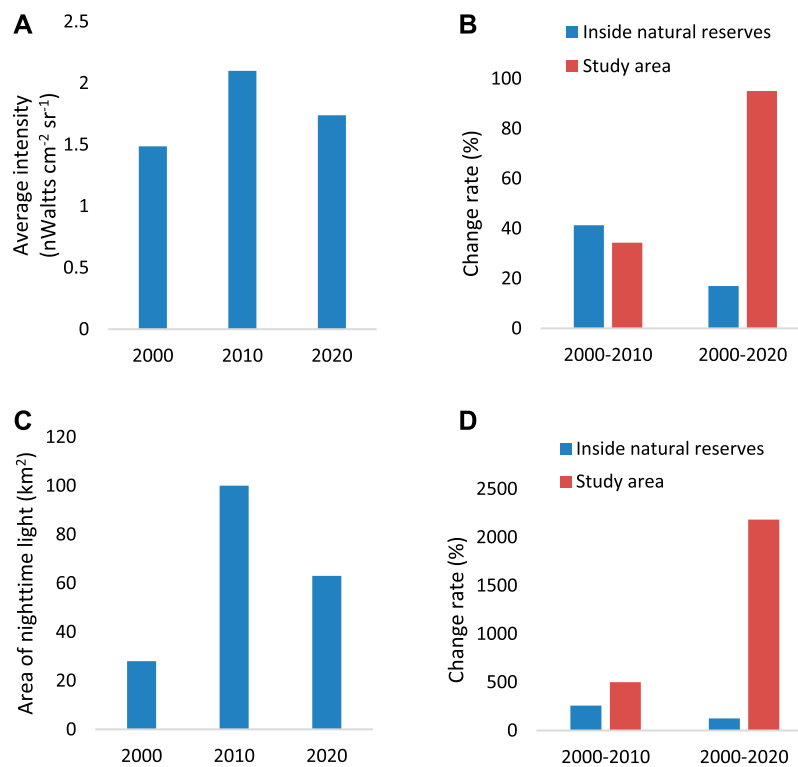 A
Average intensity
(nWaltts cm-2 sr-1)
2.5
2
1.5
1
0.5
0
2000 2010 2020
B
Inside natural reserves
Study area
Change rate (%)
100
80
60
40
20
0
2000-2010 2000-2020
C
Area of nighttime light (km2)
120
100
80
60
40
20
0
2000 2010 2020
D
Inside natural reserves
Study area
Change rate (%)
2500
2000
1500
1000
500
0
2000-2010 2000-2020